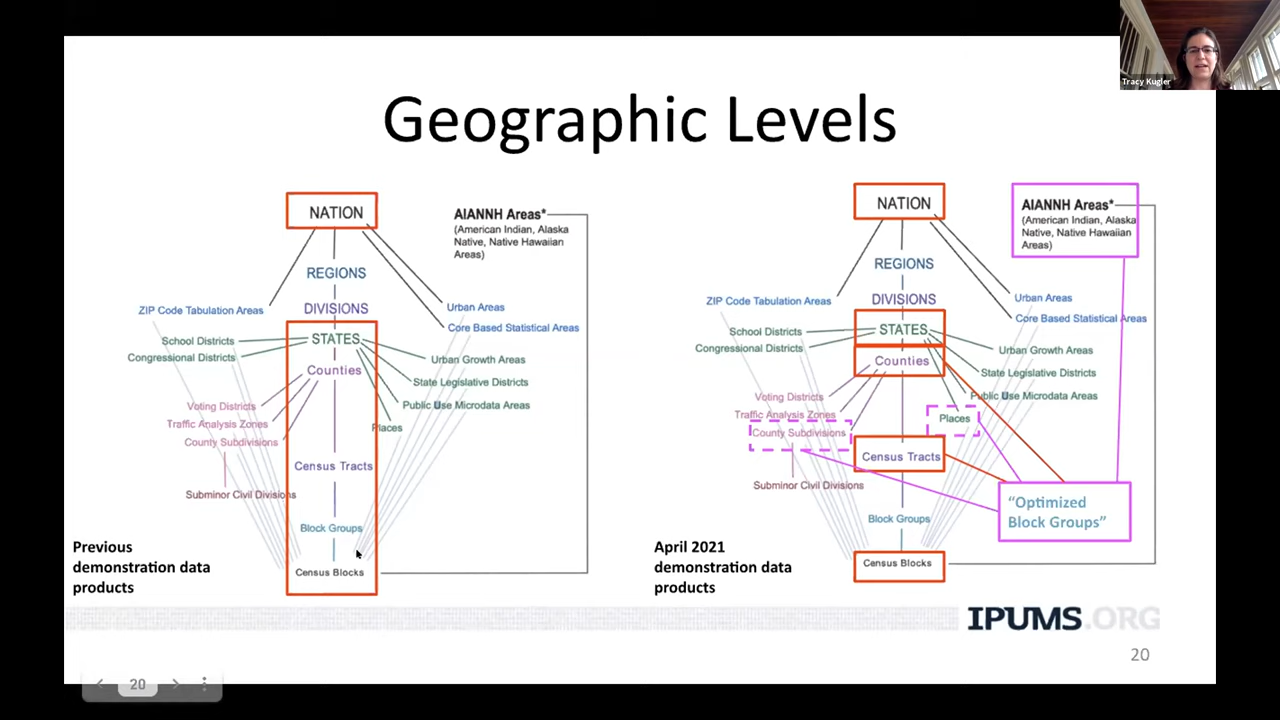 Tracy Kugler
Geographic Levels
NATION
AIANNH Areas*
(American Indian, Alaska
Native, Native Hawaiian
Areas)
REGIONS
DIVISIONS
ZIP Code Tabulation Areas
Urban Areas
Core Based Statistical Areas
STATES
School Districts
Congressional Districts
Urban Growth Areas
Counties
State Legislative Districts
Voting Districts
Public Use Microdata Areas
Traffic Analysis Zones
Places
County Subdivisions
Census Tracts
Subminor Civil Divisions
Block Groups
Census Blocks
Previous
demonstration data
products
NATION
AIANNH Areas*
(American Indian, Alaska
Native, Native Hawaiian
Areas)
REGIONS
DIVISIONS
ZIP Code Tabulation Areas
Urban Areas
Core Based Statistical Areas
STATES
School Districts
Congressional Districts
Urban Growth Areas
Counties
State Legislative Districts
Voting Districts
Public Use Microdata Areas
Traffic Analysis Zones
Places
County Subdivisions
Census Tracts
Subminor Civil Divisions
"Optimized
Block Groups"
Block Groups
Census Blocks
April 2021
demonstration data
products
IPUMS.ORG
20
20